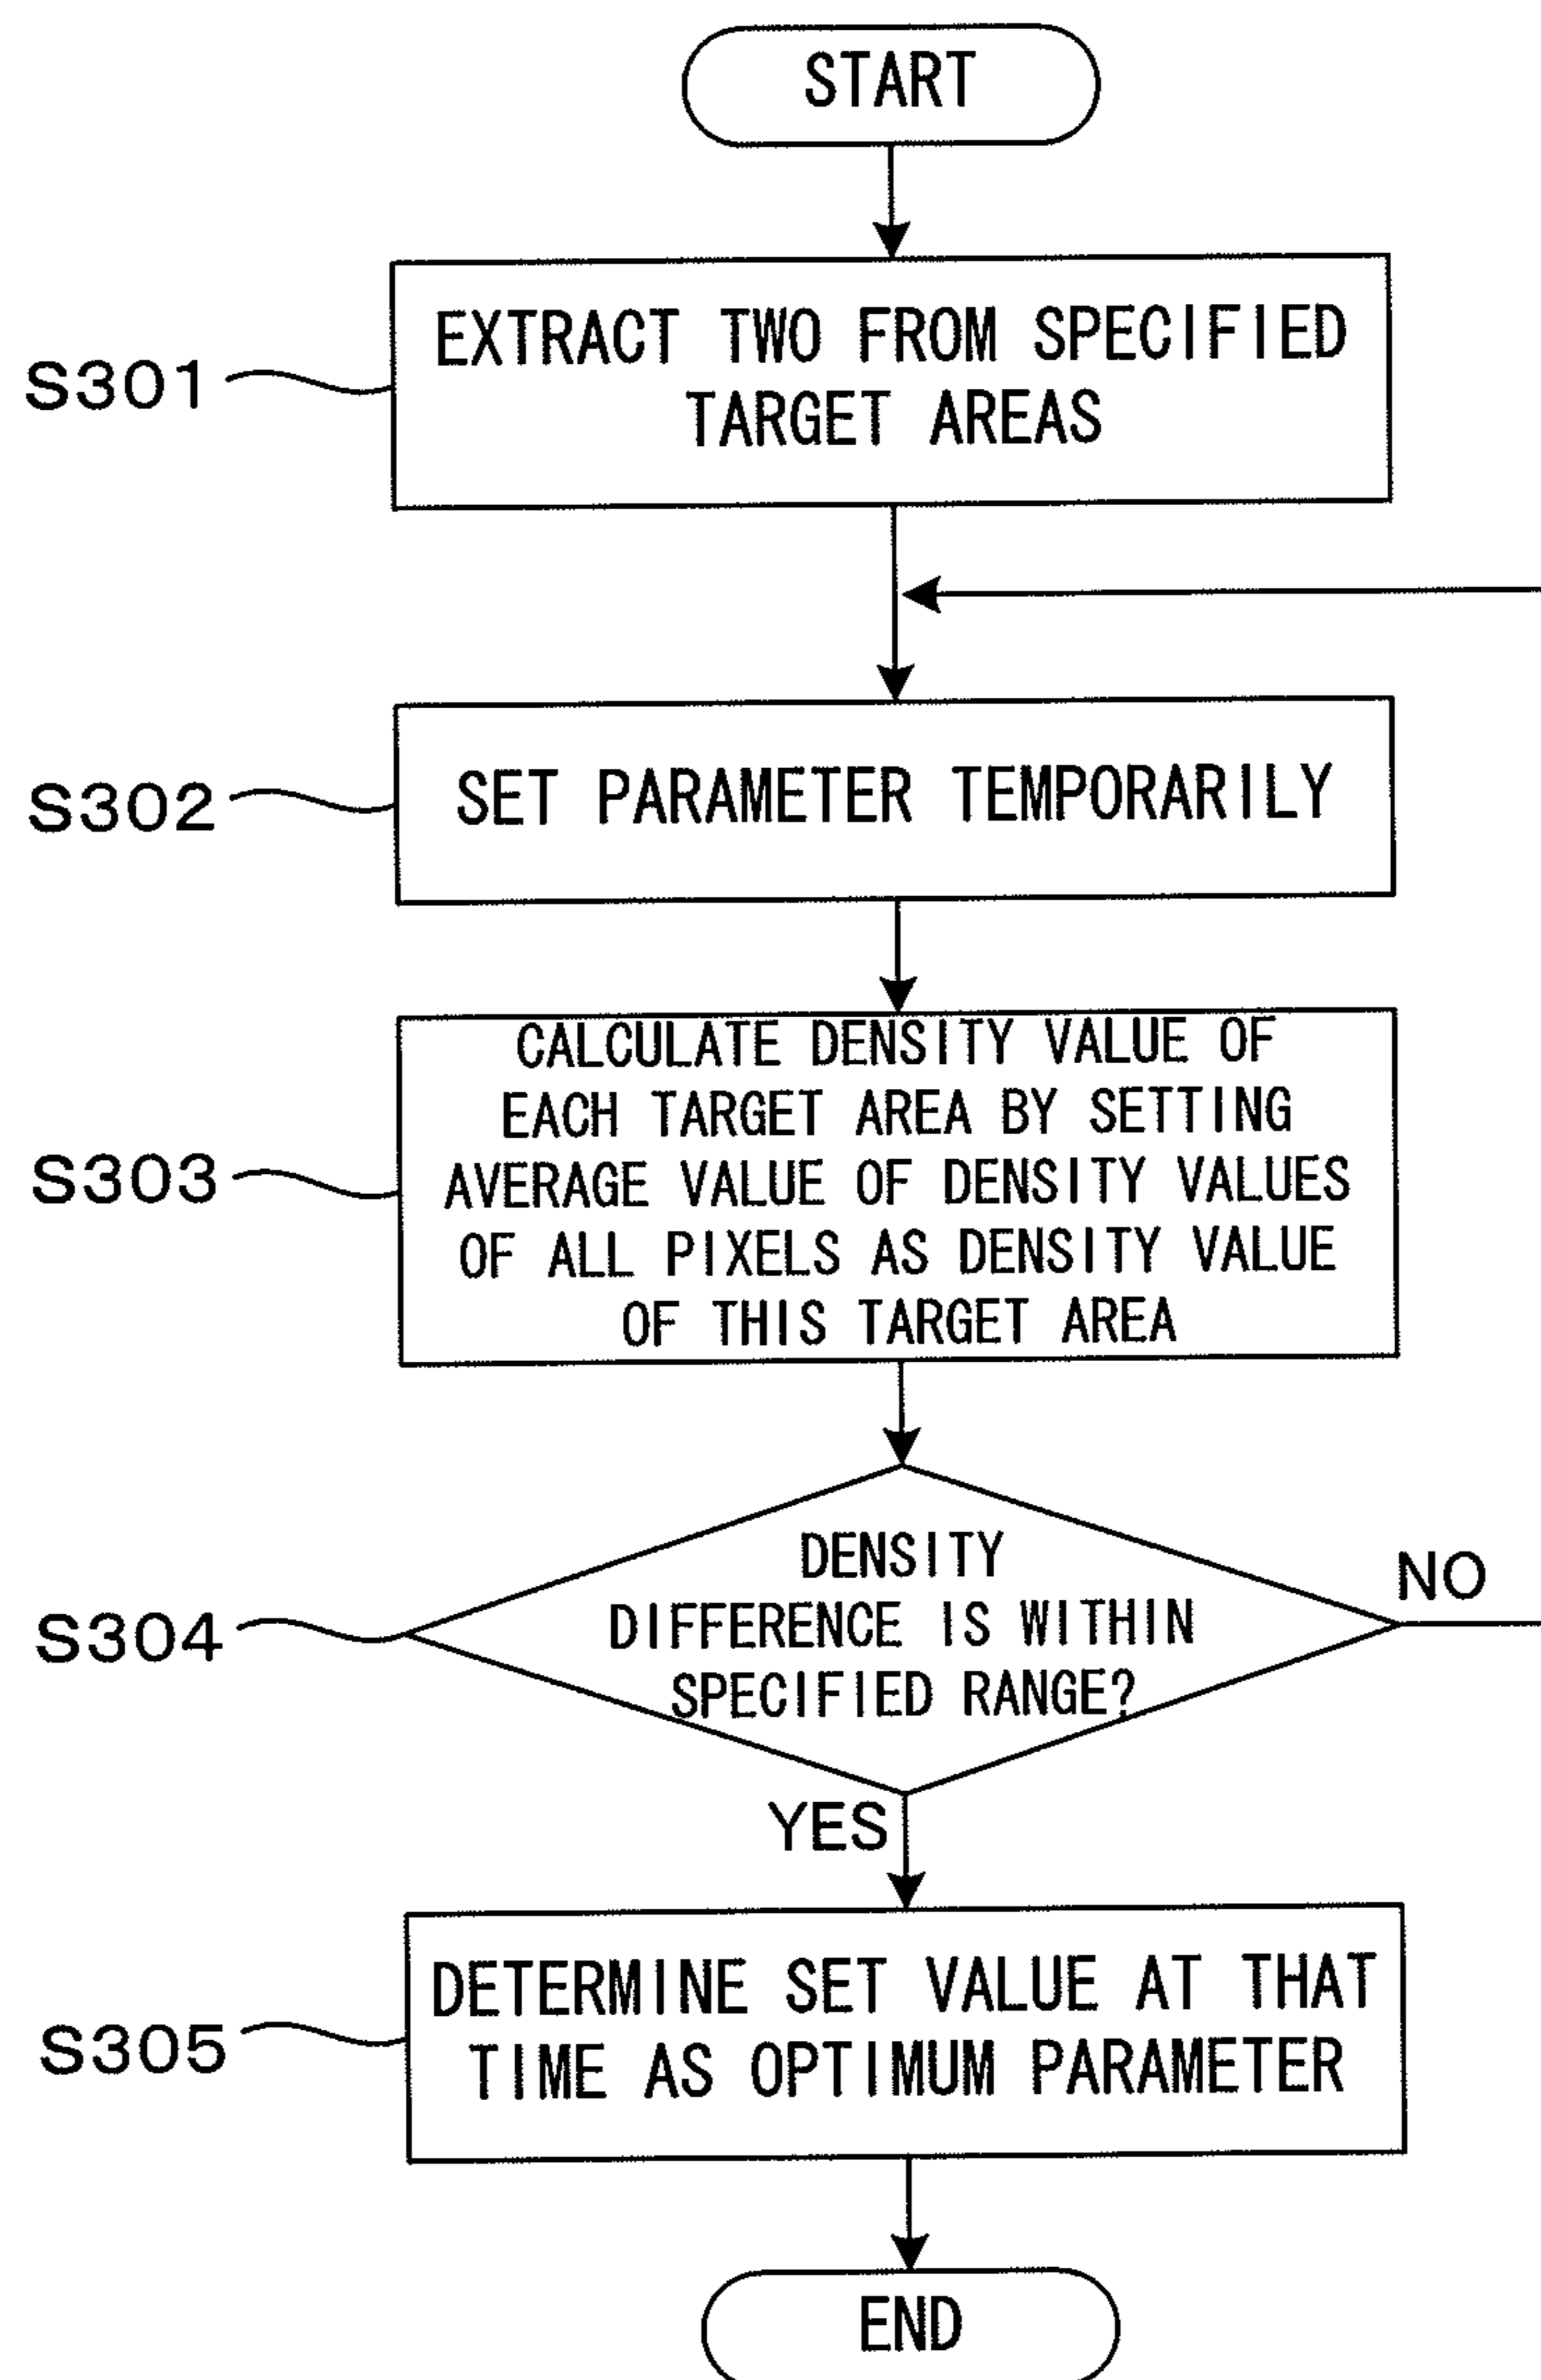 START
S301
EXTRACT TWO FROM SPECIFIED
TARGET AREAS
S302
SET PARAMETER TEMPORARILY
S303
CALCULATE DENSITY VALUE OF
EACH TARGET AREA BY SETTING
AVERAGE VALUE OF DENSITY VALUES
OF ALL PIXELS AS DENSITY VALUE
OF THIS TARGET AREA
S304
DENSITY
DIFFERENCE IS WITHIN
SPECIFIED RANGE?
NO
YES
S305
DETERMINE SET VALUE AT THAT
TIME AS OPTIMUM PARAMETER
END